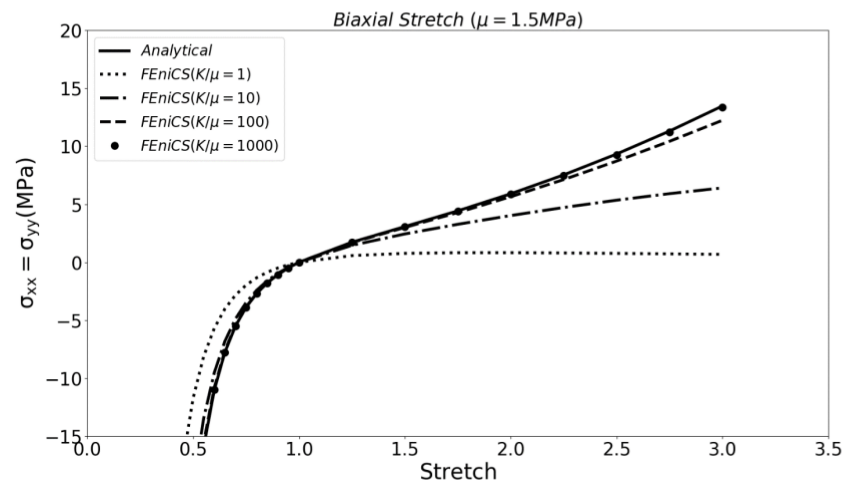 Biaxial Stretch (μ = 1.5MPa)
20
15
10
5
0
−5
−10
−15
σxx = σyy(MPa)
Analytical
FEniCS(K/μ = 1)
FEniCS(K/μ = 10)
FEniCS(K/μ = 100)
FEniCS(K/μ = 1000)
0.0 0.5 1.0 1.5 2.0 2.5 3.0 3.5
Stretch